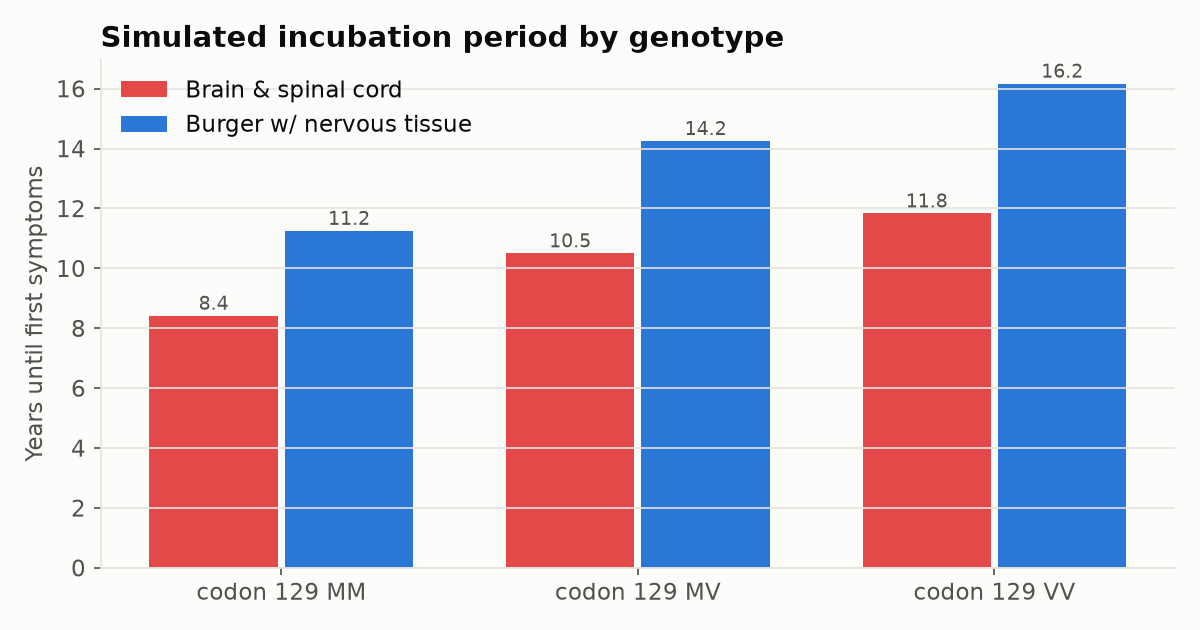 Simulated incubation period by genotype
Brain & spinal cord
Burger w/ nervous tissue
Years until first symptoms
16
14
12
10
8
6
4
2
0
8.4
11.2
10.5
14.2
11.8
16.2
codon 129 MM
codon 129 MV
codon 129 VV